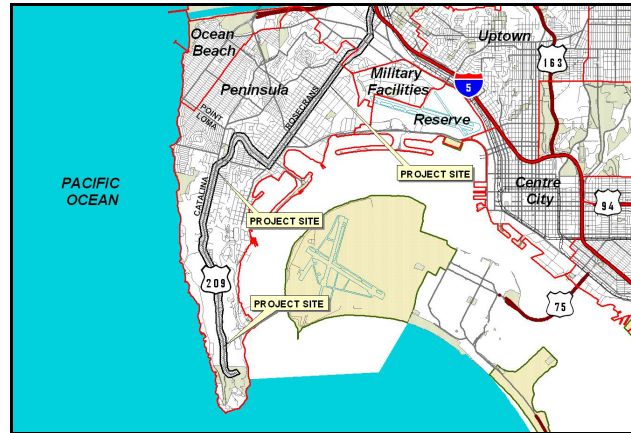 Ocean
Beach
Uptown
163
Peninsula
Military
Facilities
5
Reserve
POINT
LOMA
ROSECRANS
PROJECT SITE
PACIFIC
OCEAN
CATALINA
Centre
City
94
PROJECT SITE
209
PROJECT SITE
75